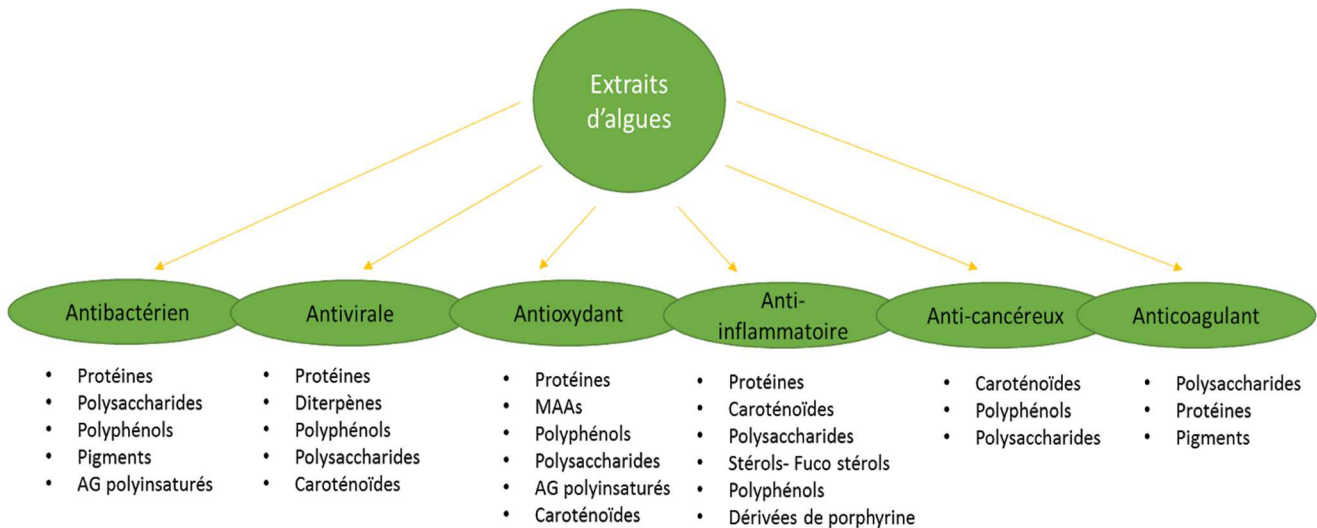 Extraits
d'algues
Antibactérien
Antivirale
Antioxydant
Anti-
inflammatoire
Anti-cancéreux
Anticoagulant
• Protéines
• Polysaccharides
• Polyphénols
• Pigments
• AG polyinsaturés
• Protéines
• Diterpènes
• Polyphénols
• Polysaccharides
• Caroténoïdes
• Protéines
• MAAs
• Polyphénols
• Polysaccharides
• AG polyinsaturés
• Caroténoïdes
• Protéines
• Caroténoïdes
• Polysaccharides
• Stérols- Fuco stérols
• Polyphénols
• Dérivées de porphyrine
• Caroténoïdes
• Polyphénols
• Polysaccharides
• Polysaccharides
• Protéines
• Pigments